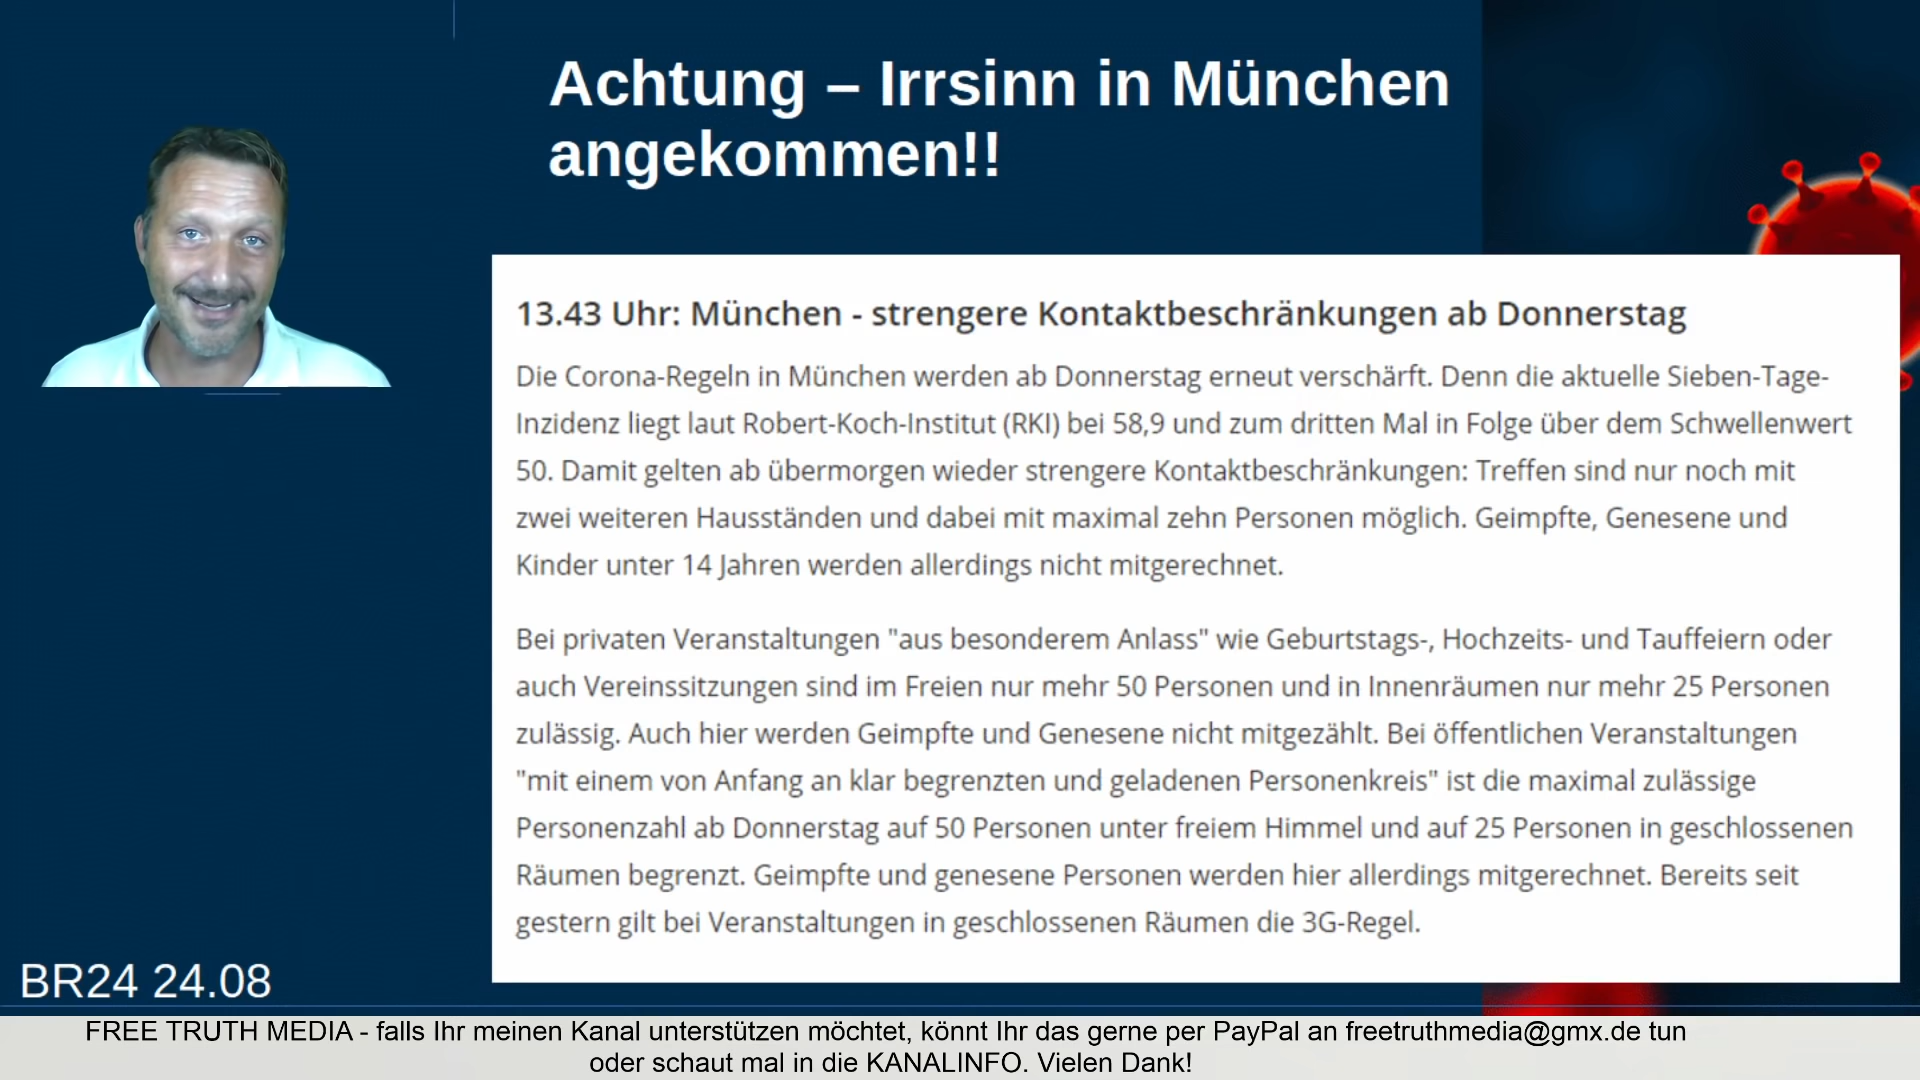 Achtung – Irrsinn in München
angekommen!!
13.43 Uhr: München - strengere Kontaktbeschränkungen ab Donnerstag
Die Corona-Regeln in München werden ab Donnerstag erneut verschärft. Denn die aktuelle Sieben-Tage-
Inzidenz liegt laut Robert-Koch-Institut (RKI) bei 58,9 und zum dritten Mal in Folge über dem Schwellenwert
50. Damit gelten ab übermorgen wieder strengere Kontaktbeschränkungen: Treffen sind nur noch mit
zwei weiteren Hausständen und dabei mit maximal zehn Personen möglich. Geimpfte, Genesene und
Kinder unter 14 Jahren werden allerdings nicht mitgerechnet.
Bei privaten Veranstaltungen "aus besonderem Anlass" wie Geburtstags-, Hochzeits- und Tauffeiern oder
auch Vereinssitzungen sind im Freien nur mehr 50 Personen und in Innenräumen nur mehr 25 Personen
zulässig. Auch hier werden Geimpfte und Genesene nicht mitgezählt. Bei öffentlichen Veranstaltungen
"mit einem von Anfang an klar begrenzten und geladenen Personenkreis" ist die maximal zulässige
Personenzahl ab Donnerstag auf 50 Personen unter freiem Himmel und auf 25 Personen in geschlossenen
Räumen begrenzt. Geimpfte und genesene Personen werden hier allerdings mitgerechnet. Bereits seit
gestern gilt bei Veranstaltungen in geschlossenen Räumen die 3G-Regel.
BR24 24.08
FREE TRUTH MEDIA - falls Ihr meinen Kanal unterstützen möchtet, könnt Ihr das gerne per PayPal an freetruthmedia@gmx.de tun
oder schaut mal in die KANALINFO. Vielen Dank!